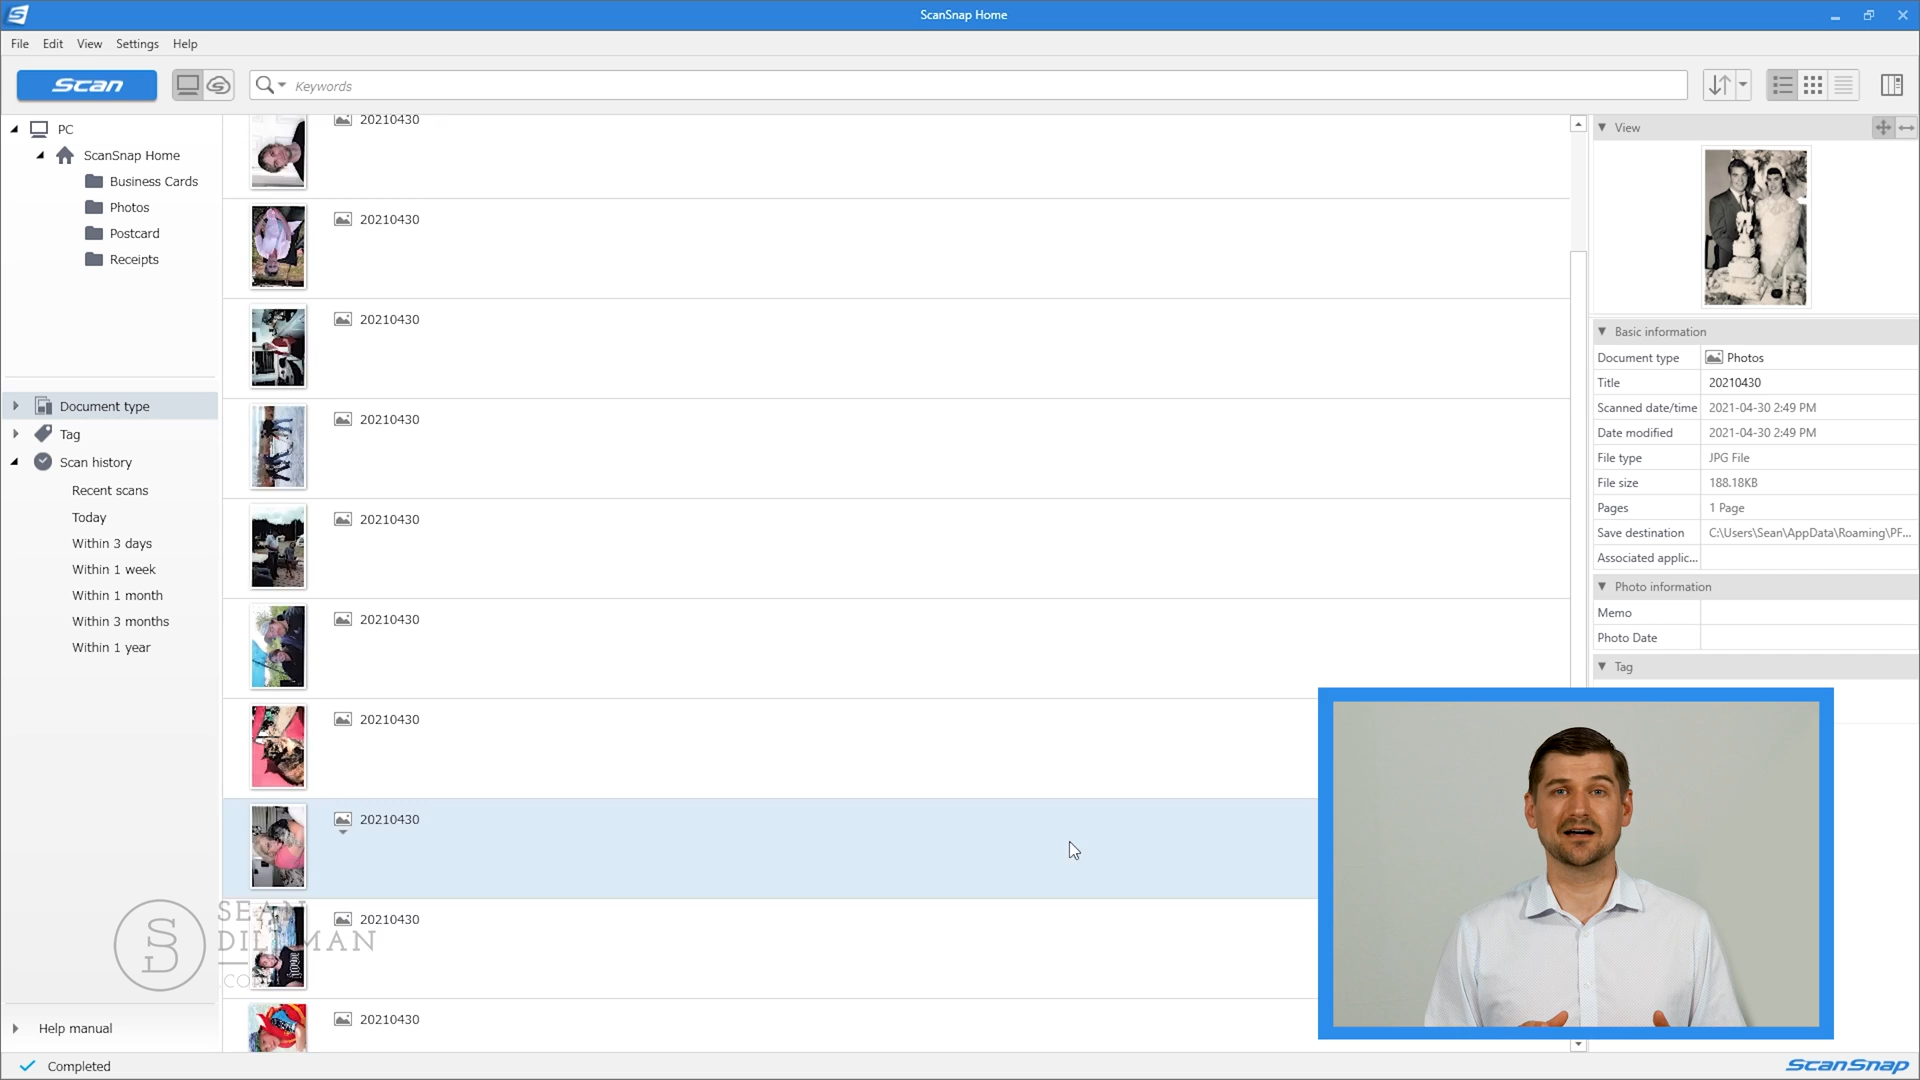 ScanSnap Home
File Edit View Settings Help
Scan
Keywords
PC
ScanSnap Home
Business Cards
Photos
Postcard
Receipts
Document type
Tag
Scan history
Recent scans
Today
Within 3 days
Within 1 week
Within 1 month
Within 3 months
Within 1 year
Help manual
Completed
20210430
20210430
20210430
20210430
20210430
20210430
20210430
20210430
20210430
20210430
View
Basic information
Document type Photos
Title 20210430
Scanned date/time 2021-04-30 2:49 PM
Date modified 2021-04-30 2:49 PM
File type JPG File
File size 188.18KB
Pages 1 Page
Save destination C:\Users\Sean\AppData\Roaming\PF...
Associated applic...
Photo information
Memo
Photo Date
Tag
SEAN
DILLMAN
.COM
ScanSnap